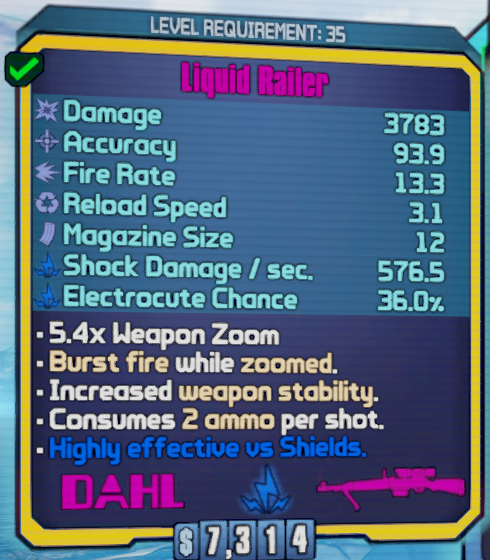 LEVEL REQUIREMENT: 35
Liquid Railer
Damage 3783
Accuracy 93.9
Fire Rate 13.3
Reload Speed 3.1
Magazine Size 12
Shock Damage / sec. 576.5
Electrocute Chance 36.0%
• 5.4x Weapon Zoom
• Burst fire while zoomed.
• Increased weapon stability.
• Consumes 2 ammo per shot.
• Highly effective vs Shields.
DAHL
$ 7,314